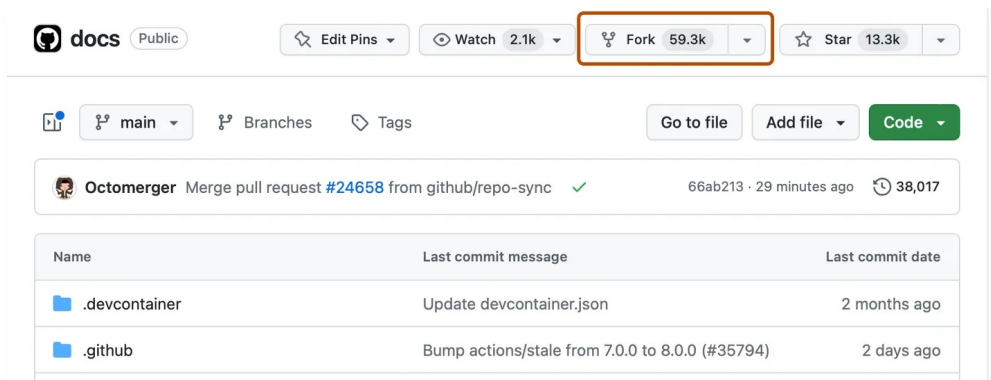 docs Public Edit Pins Watch 2.1k Fork 59.3k Star 13.3k
main Branches Tags Go to file Add file Code
Octomerger Merge pull request #24658 from github/repo-sync 66ab213 · 29 minutes ago 38,017
Name Last commit message Last commit date
.devcontainer Update devcontainer.json 2 months ago
.github Bump actions/stale from 7.0.0 to 8.0.0 (#35794) 2 days ago